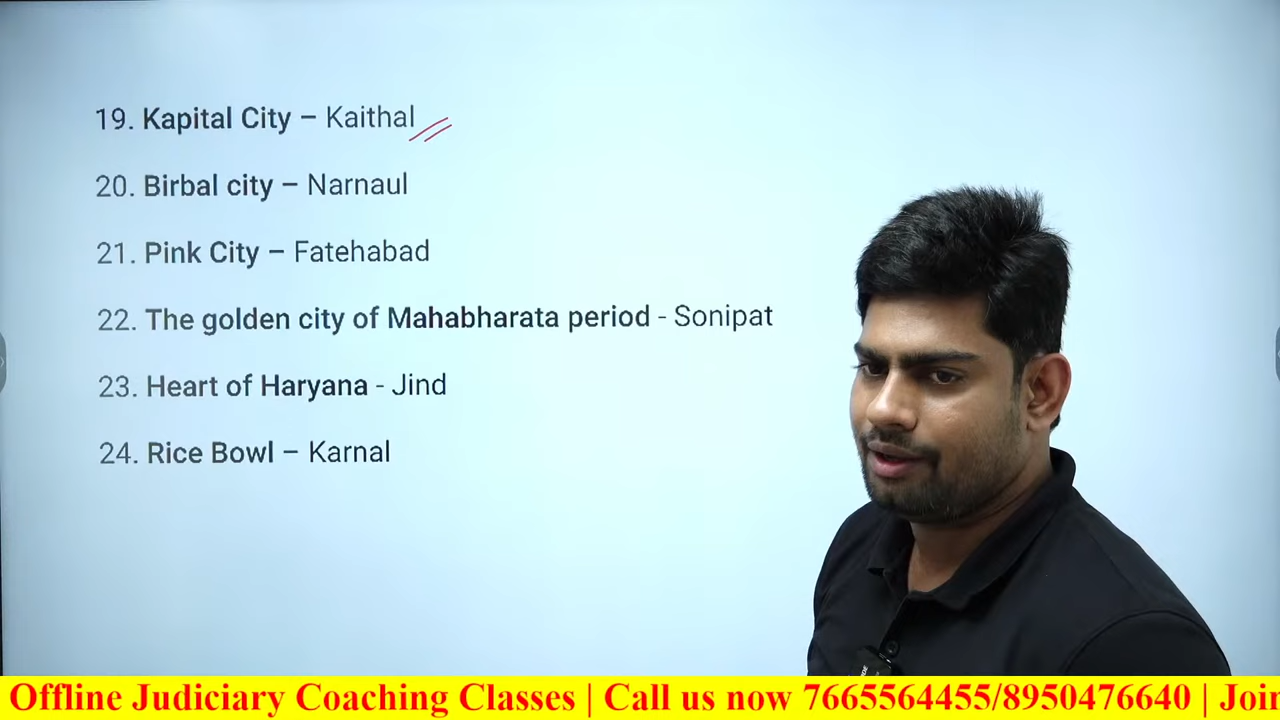 19. Kapital City – Kaithal
20. Birbal city – Narnaul
21. Pink City – Fatehabad
22. The golden city of Mahabharata period - Sonipat
23. Heart of Haryana - Jind
24. Rice Bowl – Karnal
Offline Judiciary Coaching Classes | Call us now 7665564455/8950476640 | Join